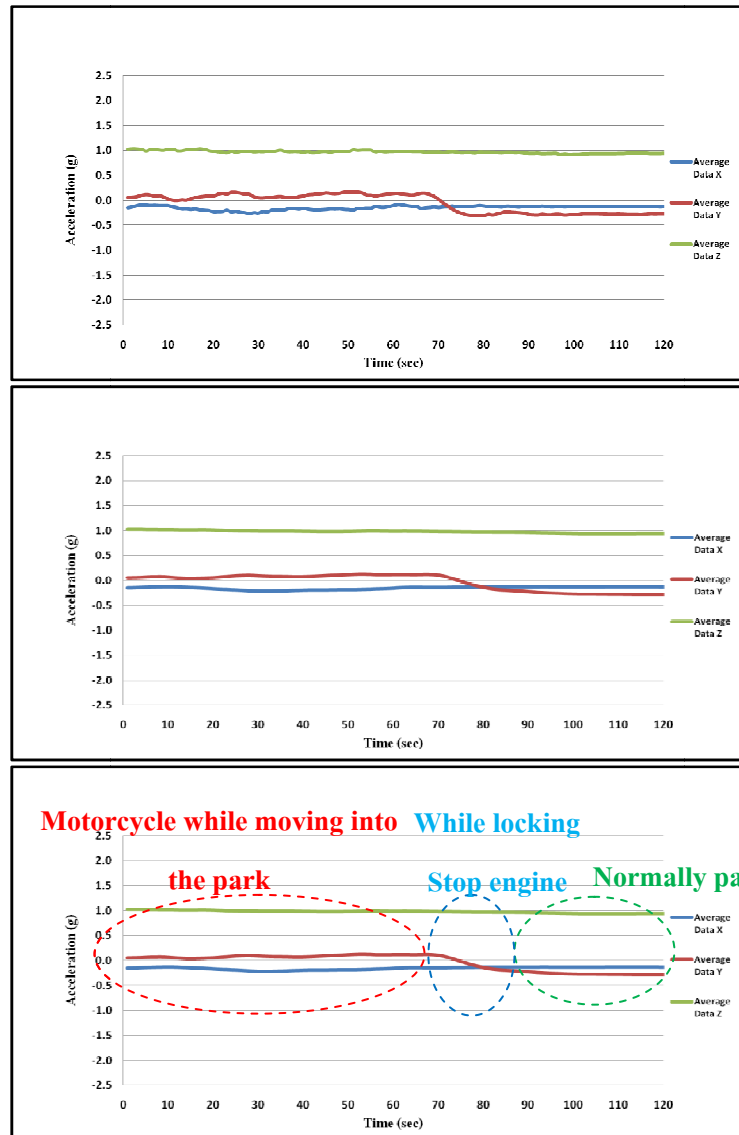 2.5
2.0
1.5
1.0
0.5
0.0
-0.5
-1.0
-1.5
-2.0
-2.5
Acceleration (g)
0 10 20 30 40 50 60 70 80 90 100 110 120
Time (sec)
Average
Data X
Average
Data Y
Average
Data Z
2.5
2.0
1.5
1.0
0.5
0.0
-0.5
-1.0
-1.5
-2.0
-2.5
Acceleration (g)
0 10 20 30 40 50 60 70 80 90 100 110 120
Time (sec)
Average
Data X
Average
Data Y
Average
Data Z
Motorcycle while moving into
the park
While locking
Stop engine
Normally pa
2.5
2.0
1.5
1.0
0.5
0.0
-0.5
-1.0
-1.5
-2.0
-2.5
Acceleration (g)
0 10 20 30 40 50 60 70 80 90 100 110 120
Time (sec)
Average
Data X
Average
Data Y
Average
Data Z